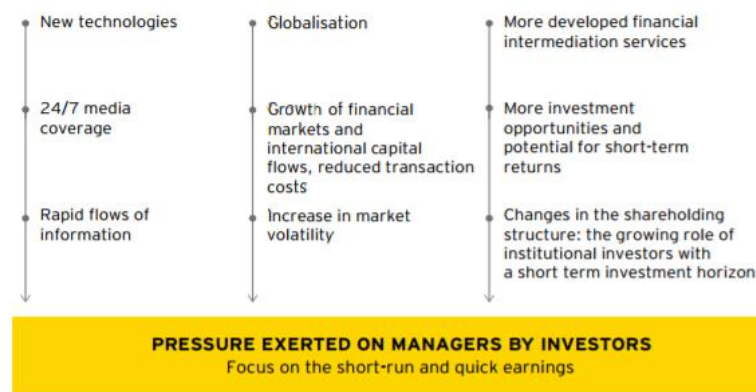 New technologies
24/7 media
coverage
Rapid flows of
information
Globalisation
Growth of financial
markets and
international capital
flows, reduced transaction
costs
Increase in market
volatility
More developed financial
intermediation services
More investment
opportunities and
potential for short-term
returns
Changes in the shareholding
structure: the growing role of
institutional investors with
a short term investment horizon
PRESSURE EXERTED ON MANAGERS BY INVESTORS
Focus on the short-run and quick earnings